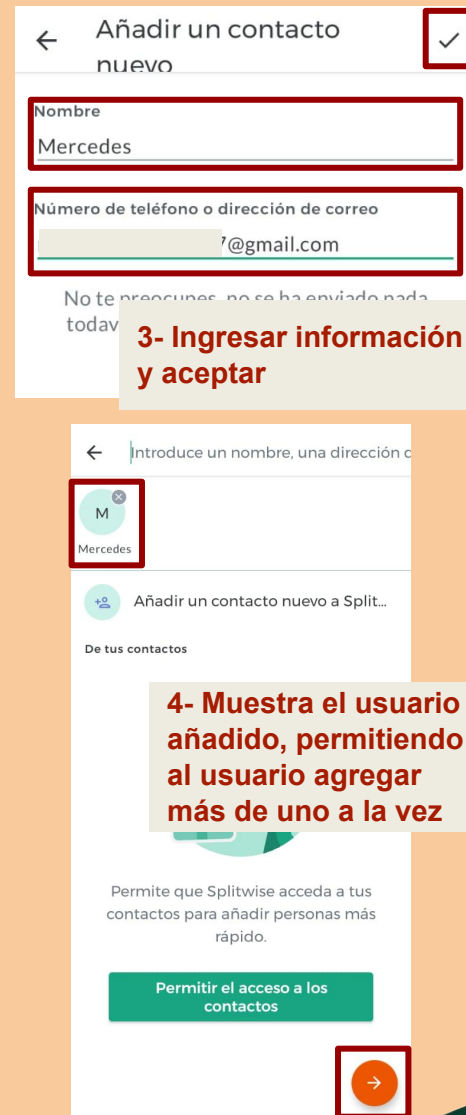 Añadir un contacto
nuevo
Nombre
Mercedes
Número de teléfono o dirección de correo
7@gmail.com
No te preocupes, no se ha enviado nada
3- Ingresar información
y aceptar
Introduce un nombre, una dirección
M
Mercedes
Añadir un contacto nuevo a Split...
De tus contactos
4- Muestra el usuario
añadido, permitiendo
al usuario agregar
más de uno a la vez
Permite que Splitwise acceda a tus
contactos para añadir personas más
rápido.
Permitir el acceso a los
contactos